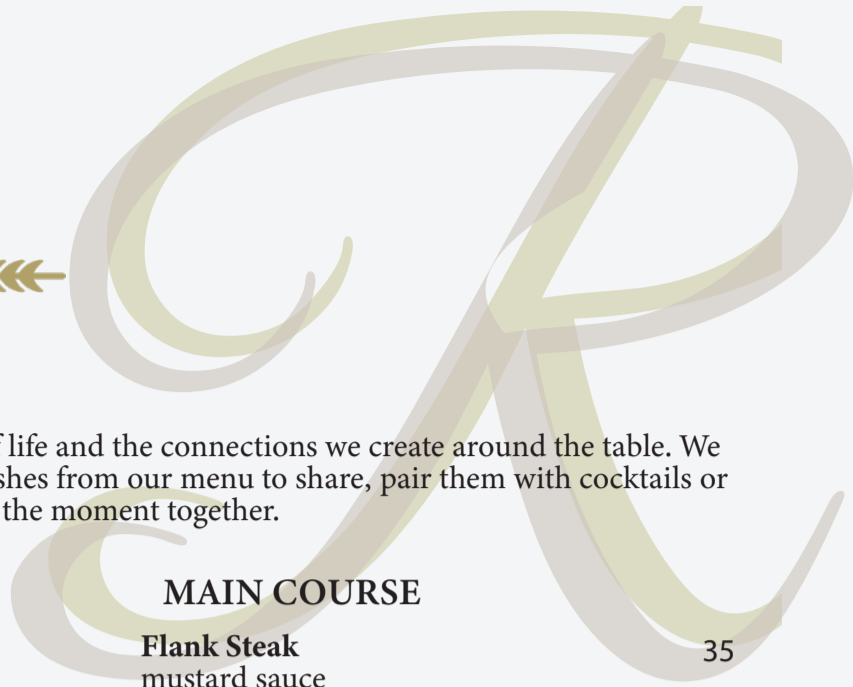 life and the connections we create around the table. We
shes from our menu to share, pair them with cocktails or
the moment together.
MAIN COURSE
Flank Steak 35
mustard sauce